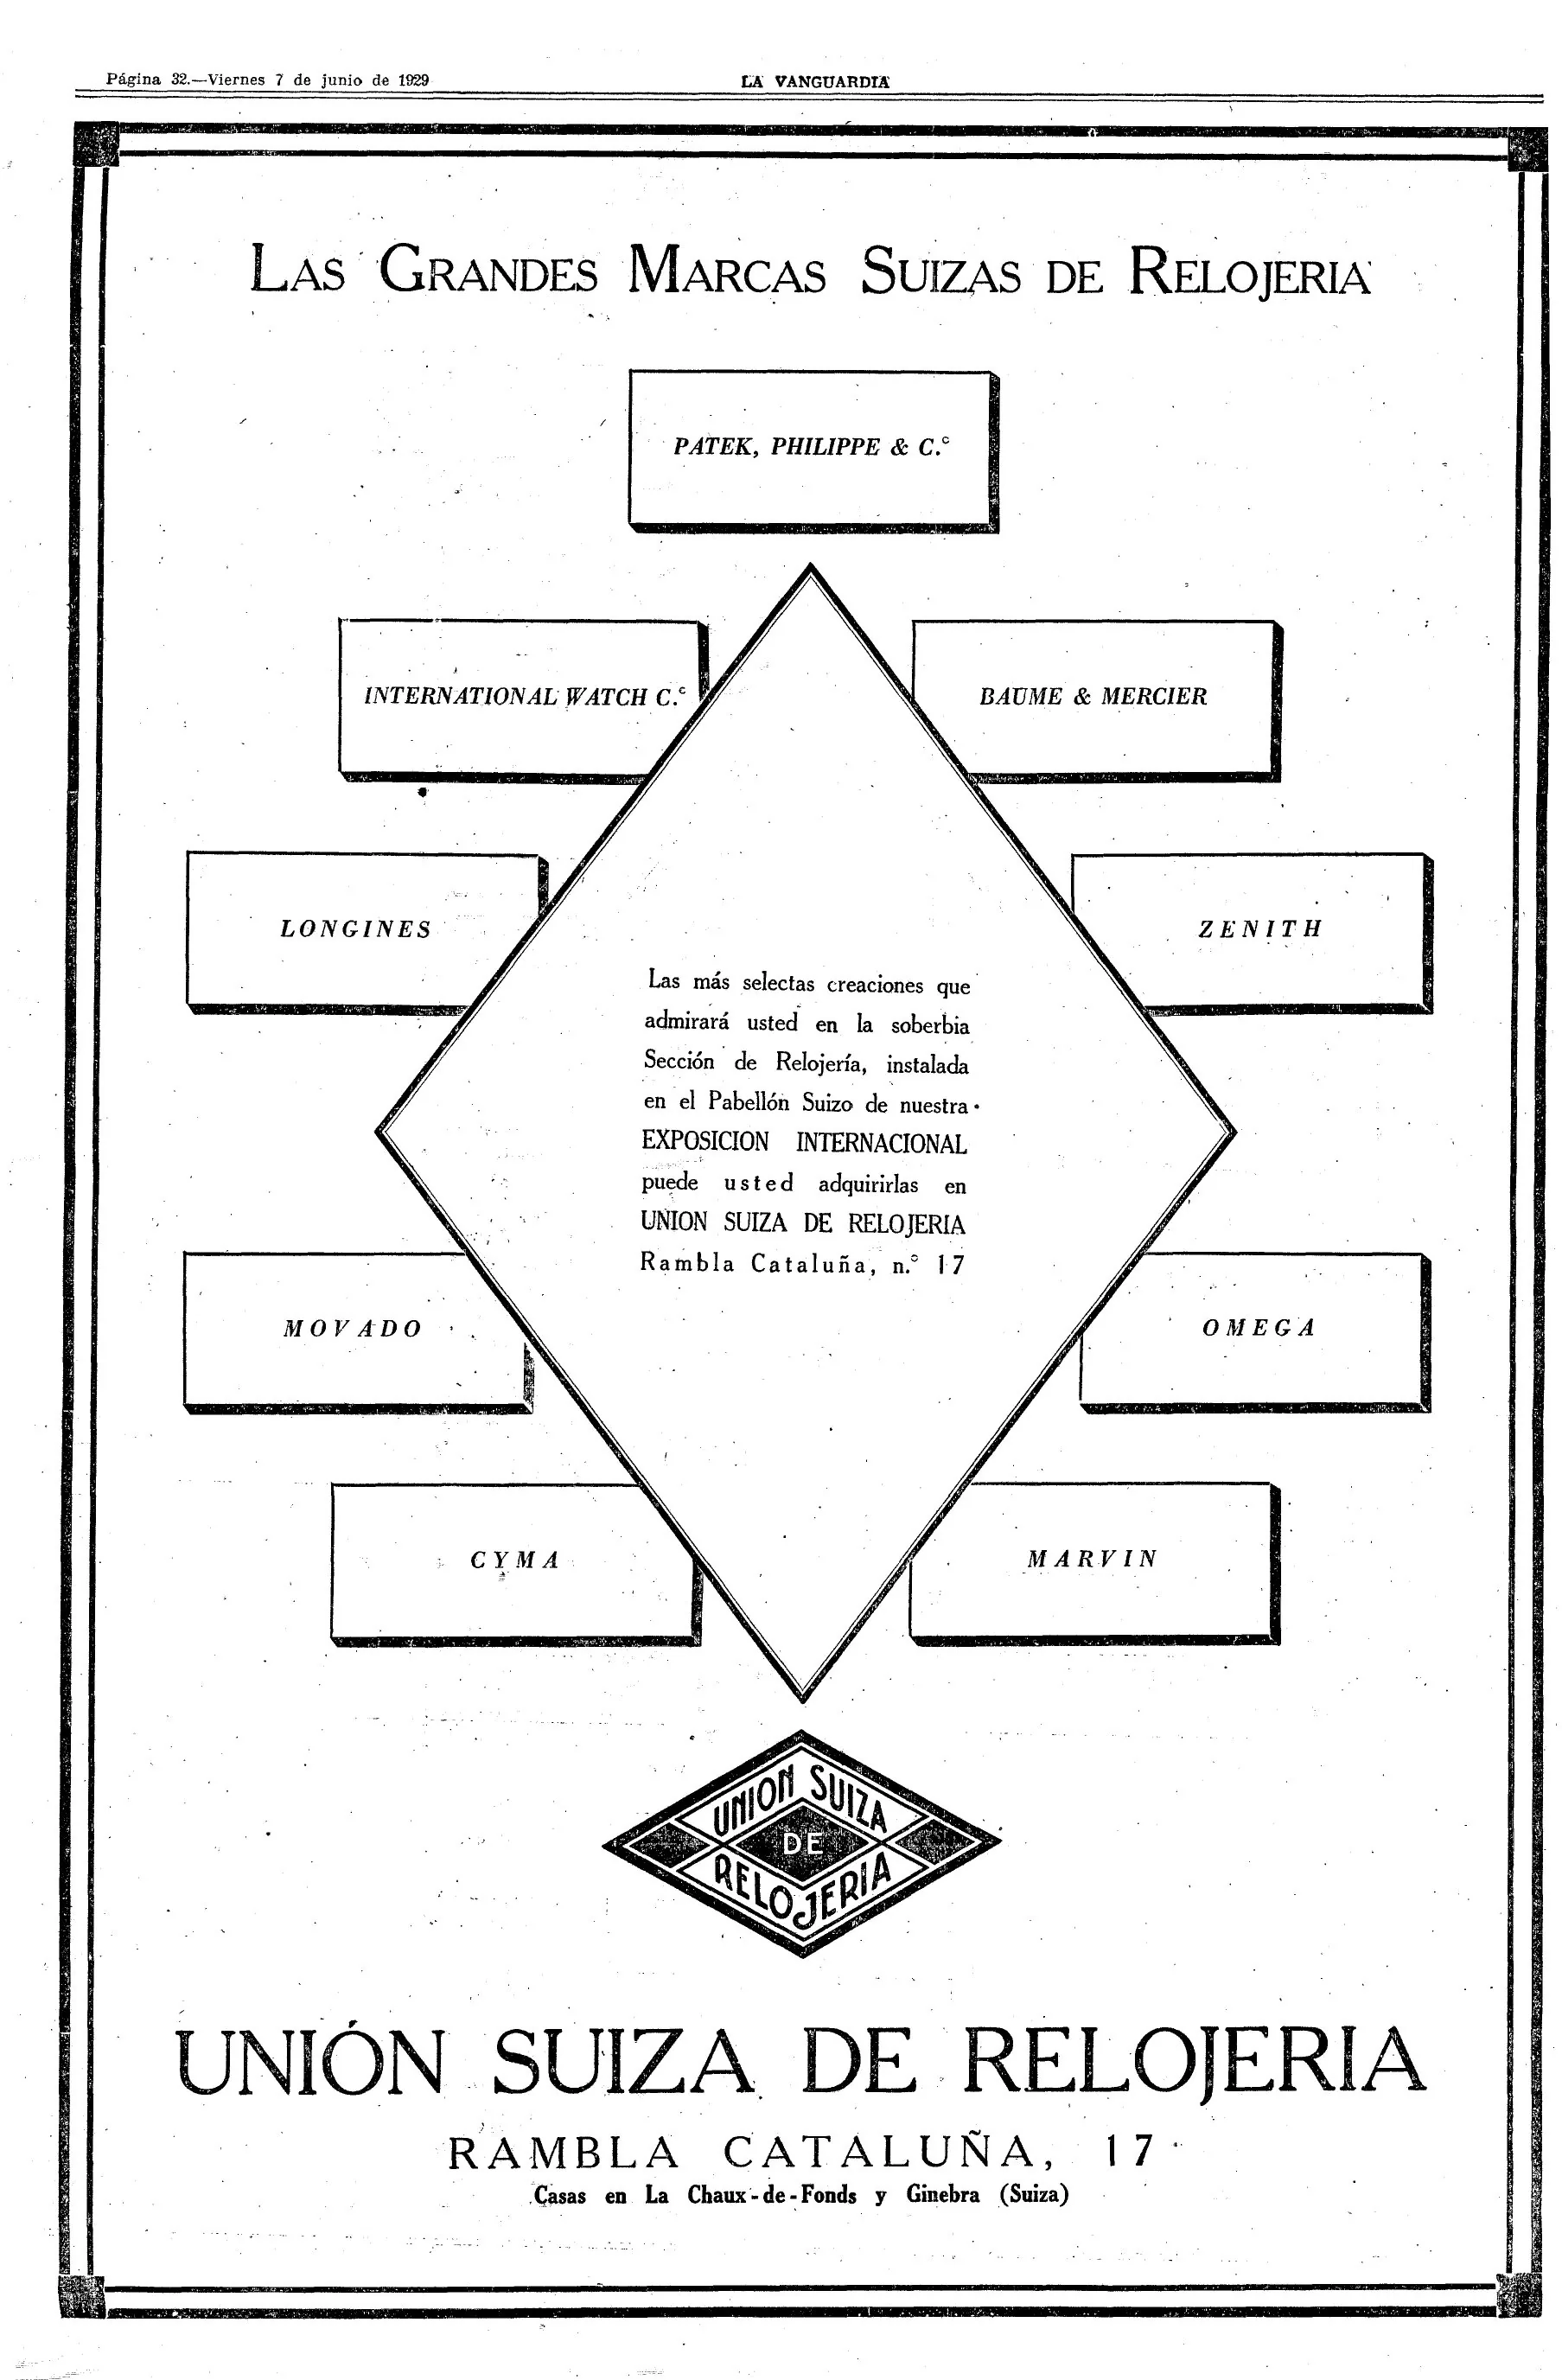 Página 32.—Viernes 7 de junio de 1929
LA VANGUARDIA
LAS GRANDES MARCAS SUIZAS DE RELOJERIA
PATEK, PHILIPPE & C.º
INTERNATIONAL WATCH C.º
BAUME & MERCIER
LONGINES
ZENITH
Las más selectas creaciones que
admirará usted en la soberbia
Sección de Relojería, instalada
en el Pabellón Suizo de nuestra
EXPOSICION INTERNACIONAL
puede usted adquirirlas en
UNION SUIZA DE RELOJERIA
Rambla Cataluña, n.º 17
MOVADO
OMEGA
CYMA
MARVIN
UNION SUIZA
DE
RELOJERIA
UNIÓN SUIZA DE RELOJERIA
RAMBLA CATALUÑA, 17
Casas en La Chaux-de-Fonds y Ginebra (Suiza)